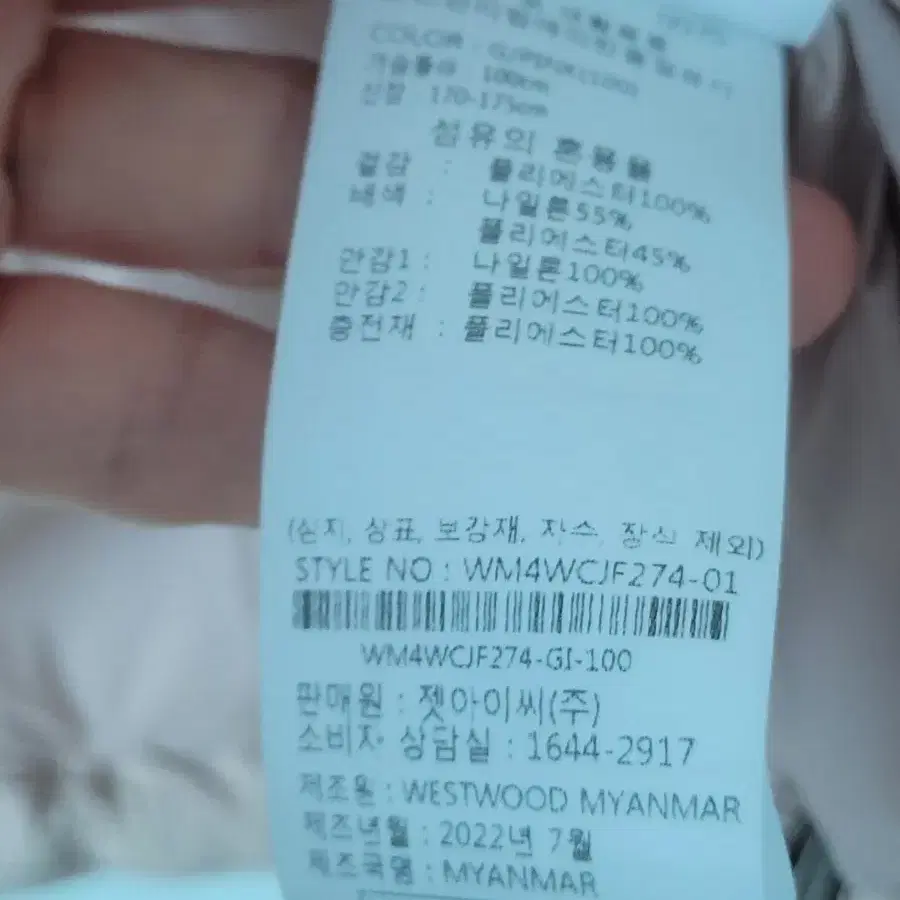 COLOR :
가슴둘레 100cm
신장 170-175cm
섬유의 혼용율
겉감 : 폴리에스터100%
배색 : 나일론55%,
폴리에스터45%
안감1 : 나일론100%
안감2 : 폴리에스터100%
충전재 : 폴리에스터100%
(심지, 상표, 보강재, 자수, 장식 제외)
STYLE NO : WM4WCJF274-01
WM4WCJF274-GI-100
판매원 : 젯아이씨(주)
소비자 상담실 : 1644-2917
제조원 : WESTWOOD MYANMAR
제조년월 : 2022년 7월
제조국명 : MYANMAR